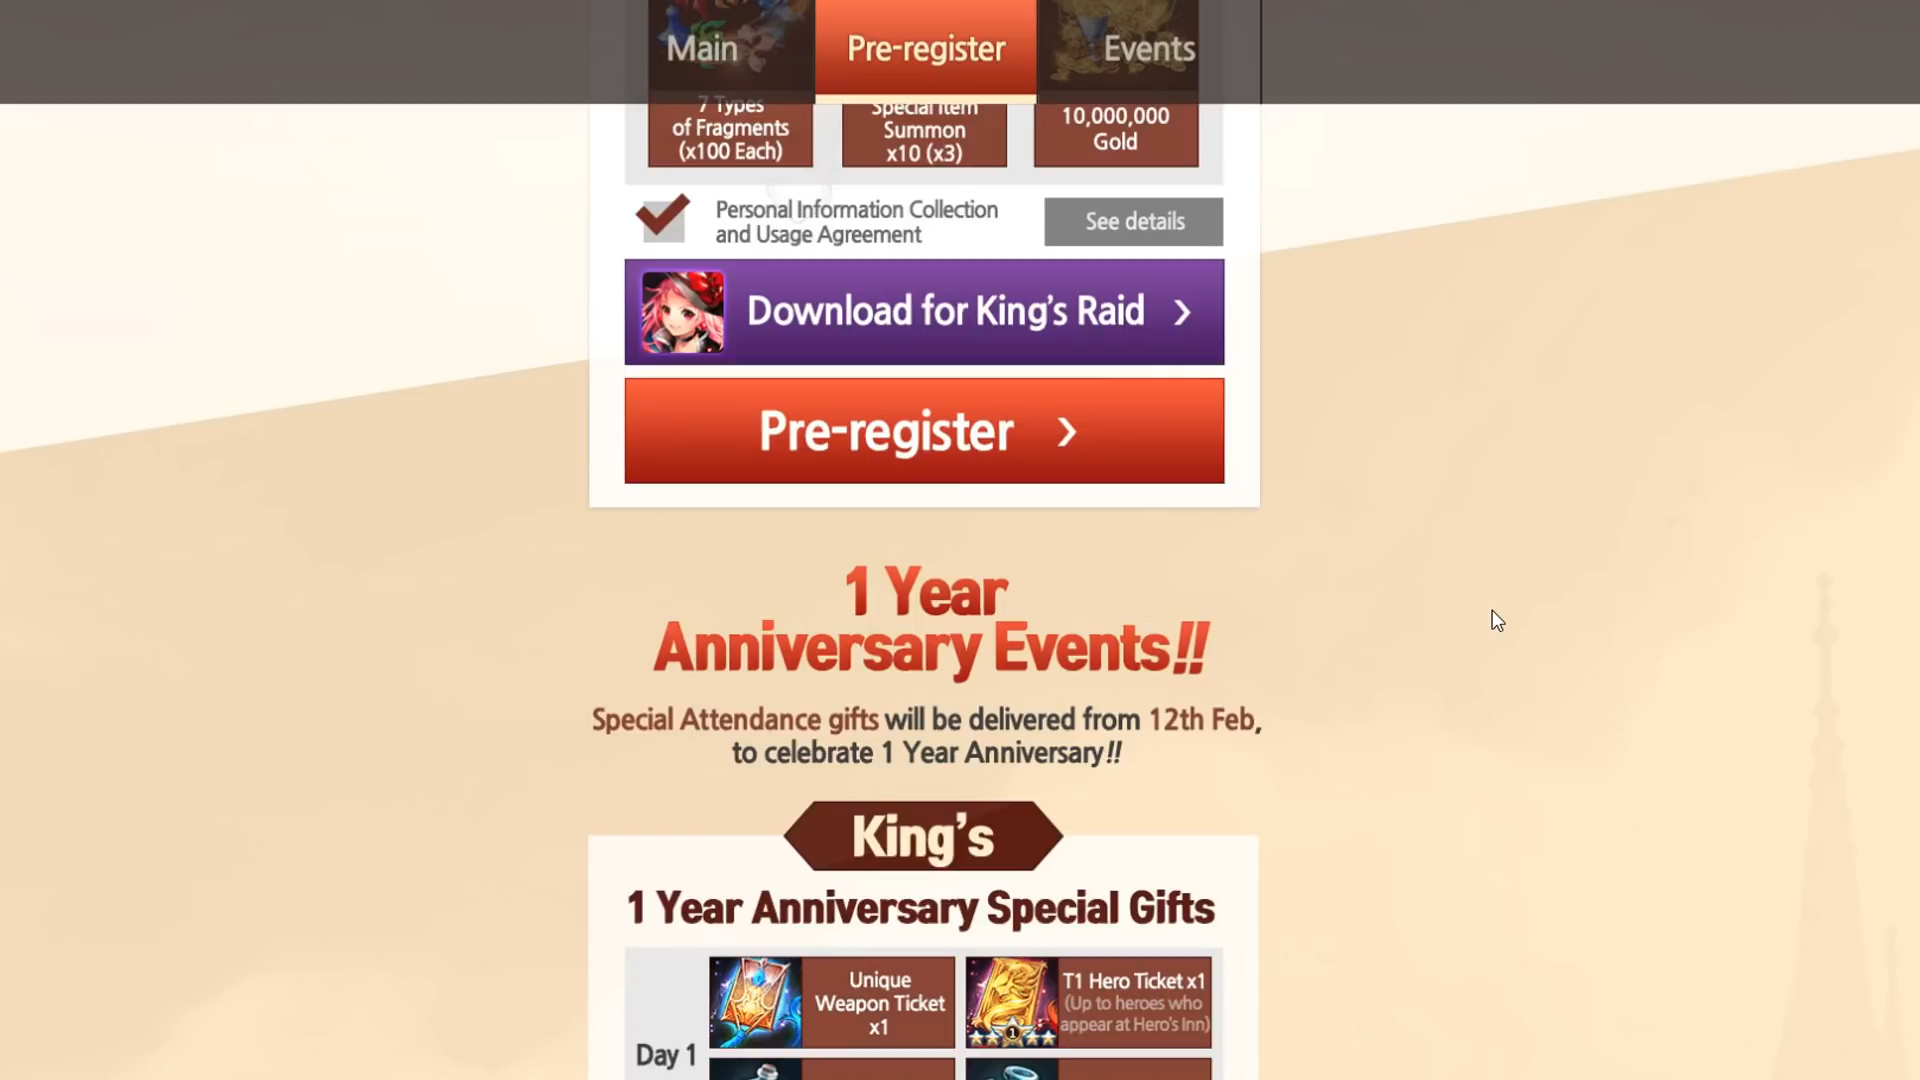 Main
Pre-register
Events
7 Types
of Fragments
(x100 Each)
Special Item
Summon
x10 (x3)
10,000,000
Gold
Personal Information Collection
and Usage Agreement
See details
Download for King's Raid
Pre-register
1 Year
Anniversary Events!!
Special Attendance gifts will be delivered from 12th Feb,
to celebrate 1 Year Anniversary!!
King's
1 Year Anniversary Special Gifts
Day 1
Unique
Weapon Ticket
x1
1
T1 Hero Ticket x1
(Up to heroes who
appear at Hero's Inn)